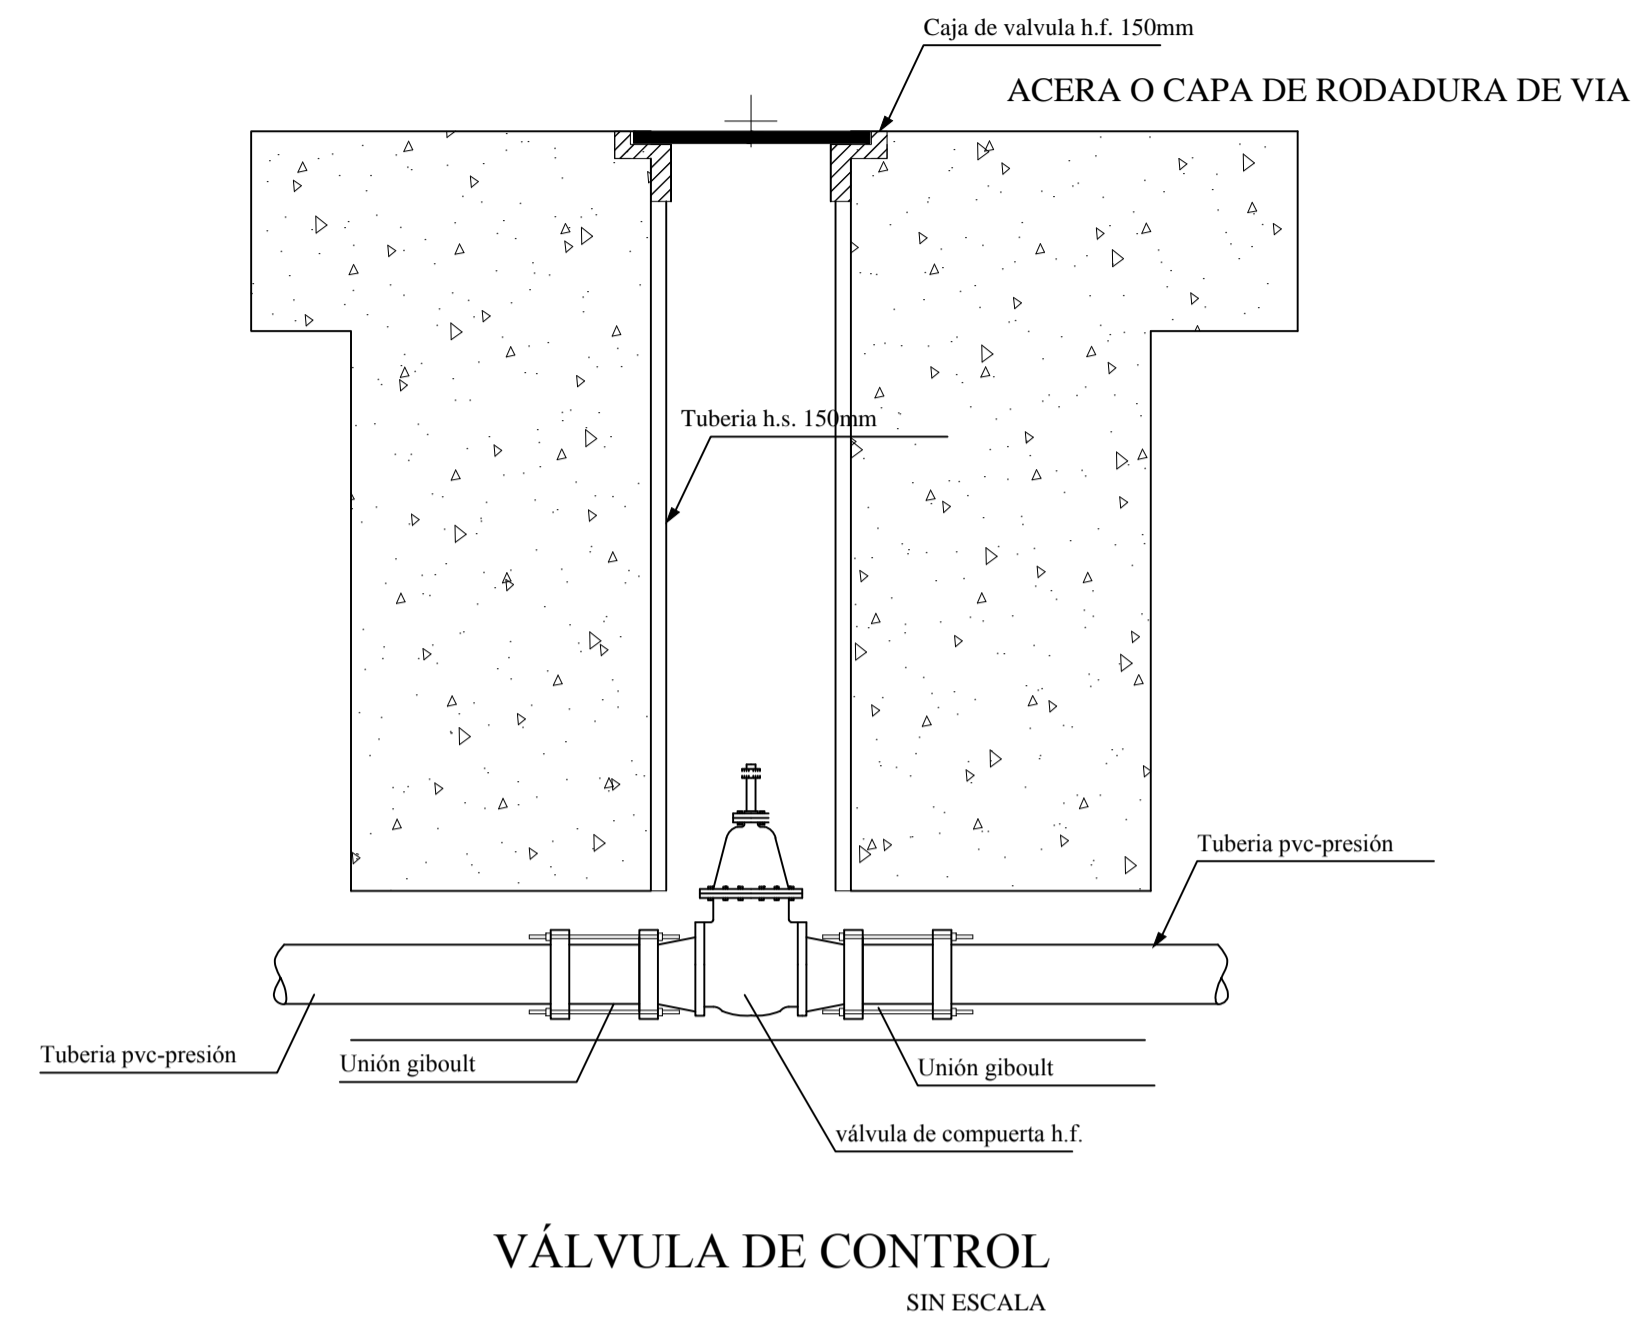 Caja de valvula h.f. 150mm
ACERA O CAPA DE RODADURA DE VIA
Tuberia h.s. 150mm
Tuberia pvc-presión
Tuberia pvc-presión
Unión giboult
Unión giboult
válvula de compuerta h.f.
VÁLVULA DE CONTROL
SIN ESCALA